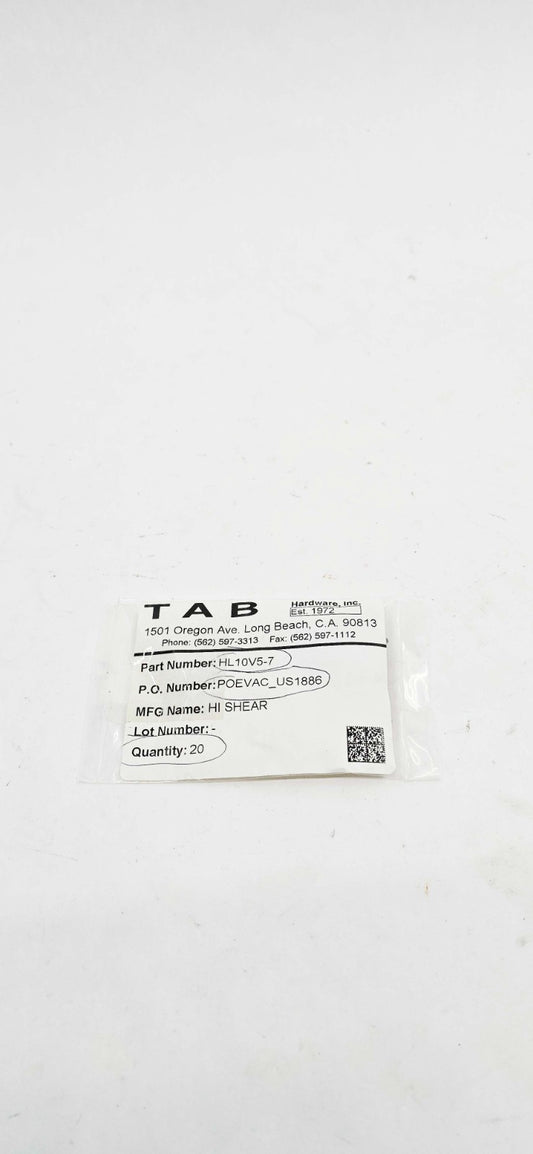 TAB Hardware, Inc.
Est. 1972
1501 Oregon Ave. Long Beach, C.A. 90813
Phone: (562) 597-3313 Fax: (562) 597-1112
Part Number: HL10V5-7
P.O. Number: POEVAC_US1886
MFG Name: HI SHEAR
Lot Number: -
Quantity: 20